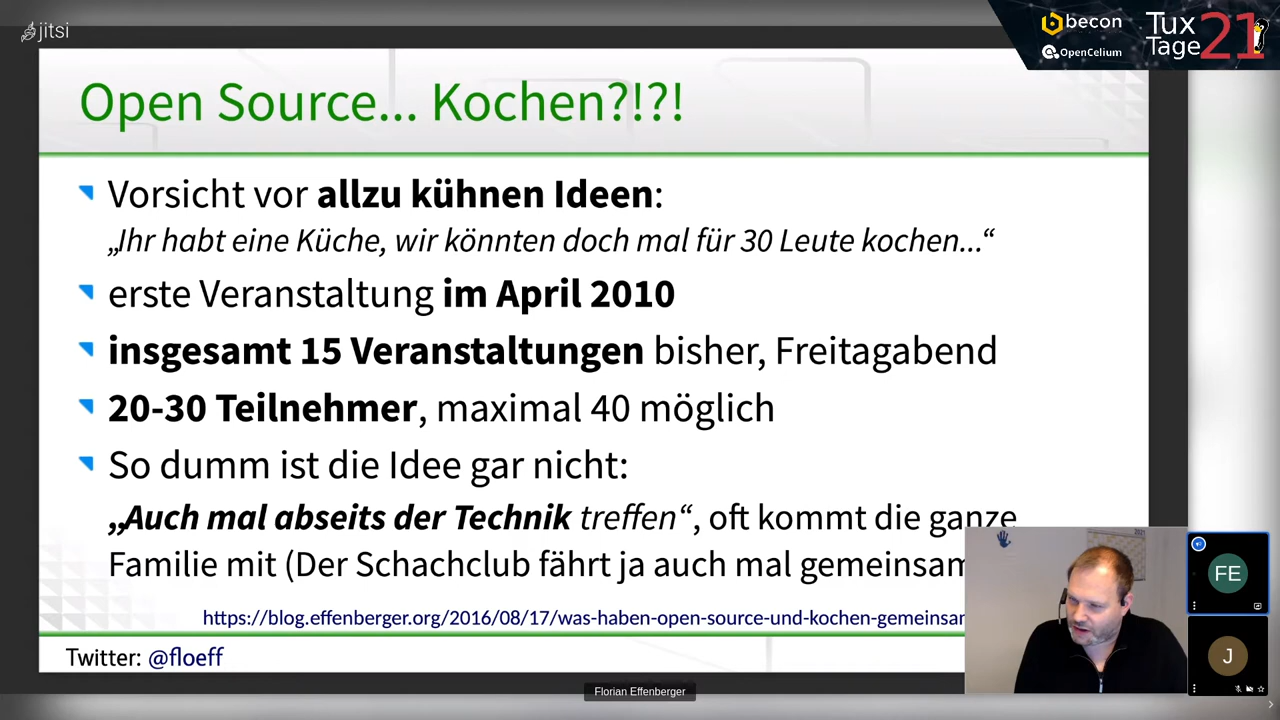 jitsi
becon
OpenCelium
Tux
Tage
21
Open Source... Kochen?!?!
Vorsicht vor allzu kühnen Ideen:
„Ihr habt eine Küche, wir könnten doch mal für 30 Leute kochen...“
erste Veranstaltung im April 2010
insgesamt 15 Veranstaltungen bisher, Freitagabend
20-30 Teilnehmer, maximal 40 möglich
So dumm ist die Idee gar nicht:
„Auch mal abseits der Technik treffen“, oft kommt die ganze
Familie mit (Der Schachclub fährt ja auch mal gemeinsam
https://blog.effenberger.org/2016/08/17/was-haben-open-source-und-kochen-gemeinsam
Twitter: @floeff
FE
J
Florian Effenberger